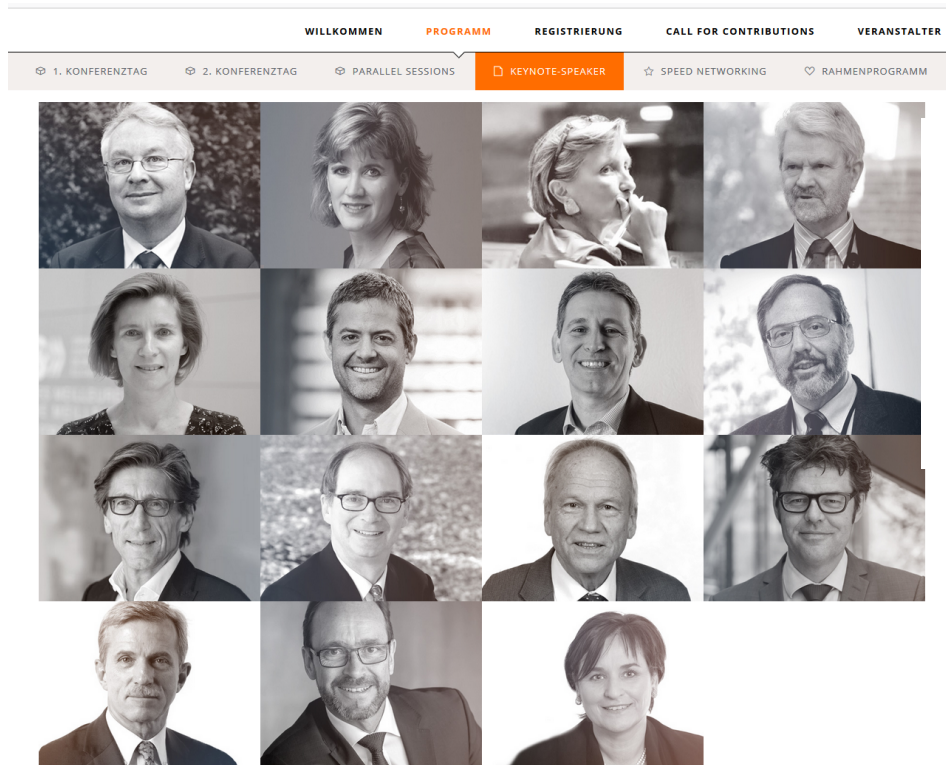 WILLKOMMEN PROGRAMM REGISTRIERUNG CALL FOR CONTRIBUTIONS VERANSTALTER
1. KONFERENZTAG 2. KONFERENZTAG PARALLEL SESSIONS KEYNOTE-SPEAKER SPEED NETWORKING RAHMENPROGRAMM